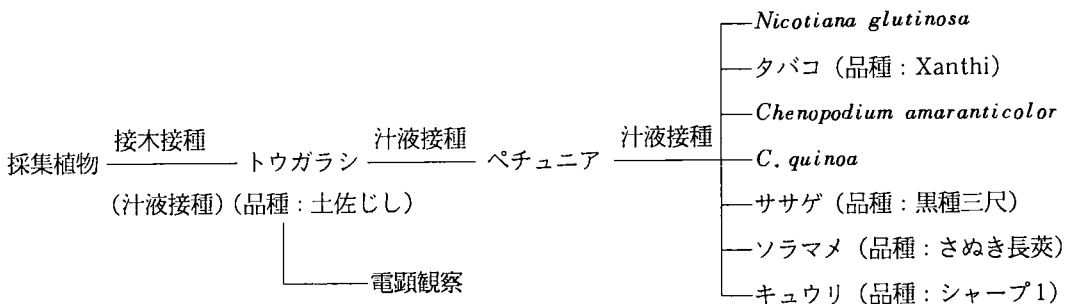 Nicotiana glutinosa
タバコ (品種：Xanthi)
Chenopodium amaranticolor
接木接種 汁液接種 汁液接種
採集植物 トウガラシ ペチュニア C. quinoa
(汁液接種) (品種：土佐じし) ササゲ (品種：黒種三尺)
ソラマメ (品種：さぬき長莢)
電顕観察
キュウリ (品種：シャープ1)